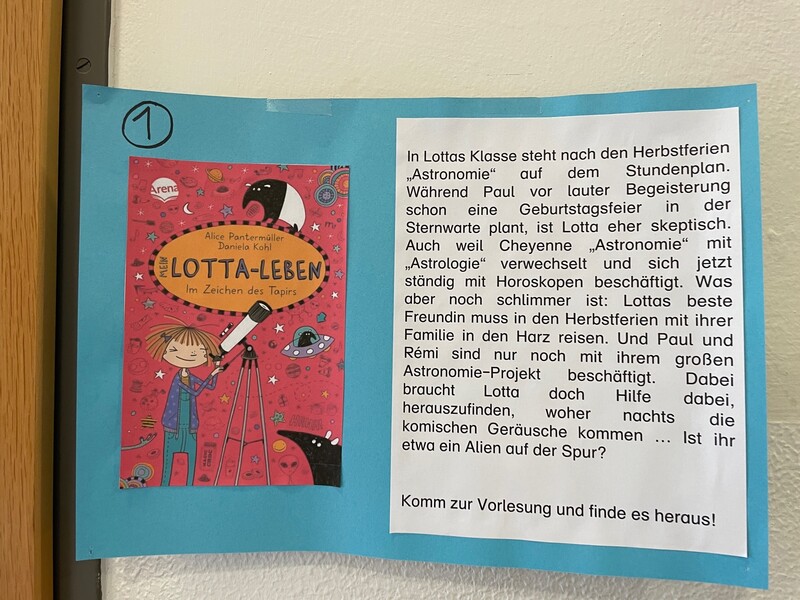 1
Arena
Alice Pantermüller
Daniela Kohl
MEIN
LOTTA-LEBEN
Im Zeichen des Tapirs
In Lottas Klasse steht nach den Herbstferien
„Astronomie“ auf dem Stundenplan.
Während Paul vor lauter Begeisterung
schon eine Geburtstagsfeier in der
Sternwarte plant, ist Lotta eher skeptisch.
Auch weil Cheyenne „Astronomie“ mit
„Astrologie“ verwechselt und sich jetzt
ständig mit Horoskopen beschäftigt. Was
aber noch schlimmer ist: Lottas beste
Freundin muss in den Herbstferien mit ihrer
Familie in den Harz reisen. Und Paul und
Rémi sind nur noch mit ihrem großen
Astronomie-Projekt beschäftigt. Dabei
braucht Lotta doch Hilfe dabei,
herauszufinden, woher nachts die
komischen Geräusche kommen … Ist ihr
etwa ein Alien auf der Spur?
Komm zur Vorlesung und finde es heraus!